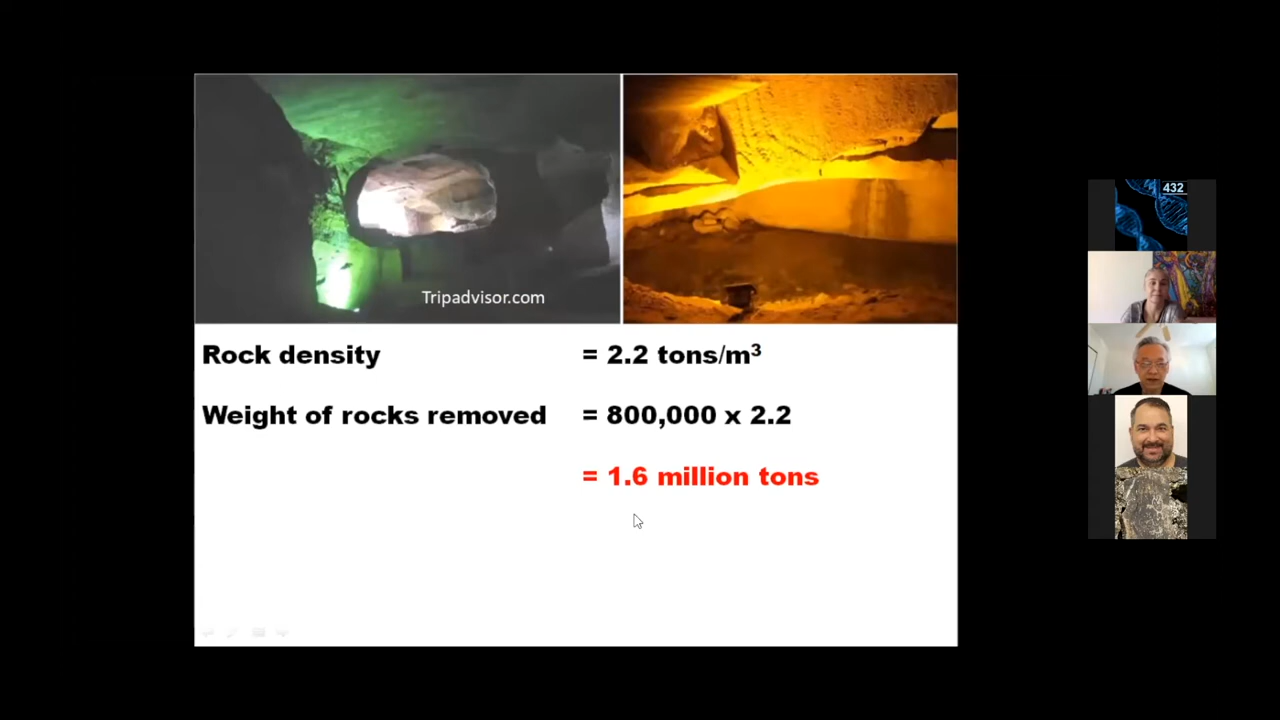 432
Tripadvisor.com
Rock density = 2.2 tons/m³
Weight of rocks removed = 800,000 x 2.2
= 1.6 million tons